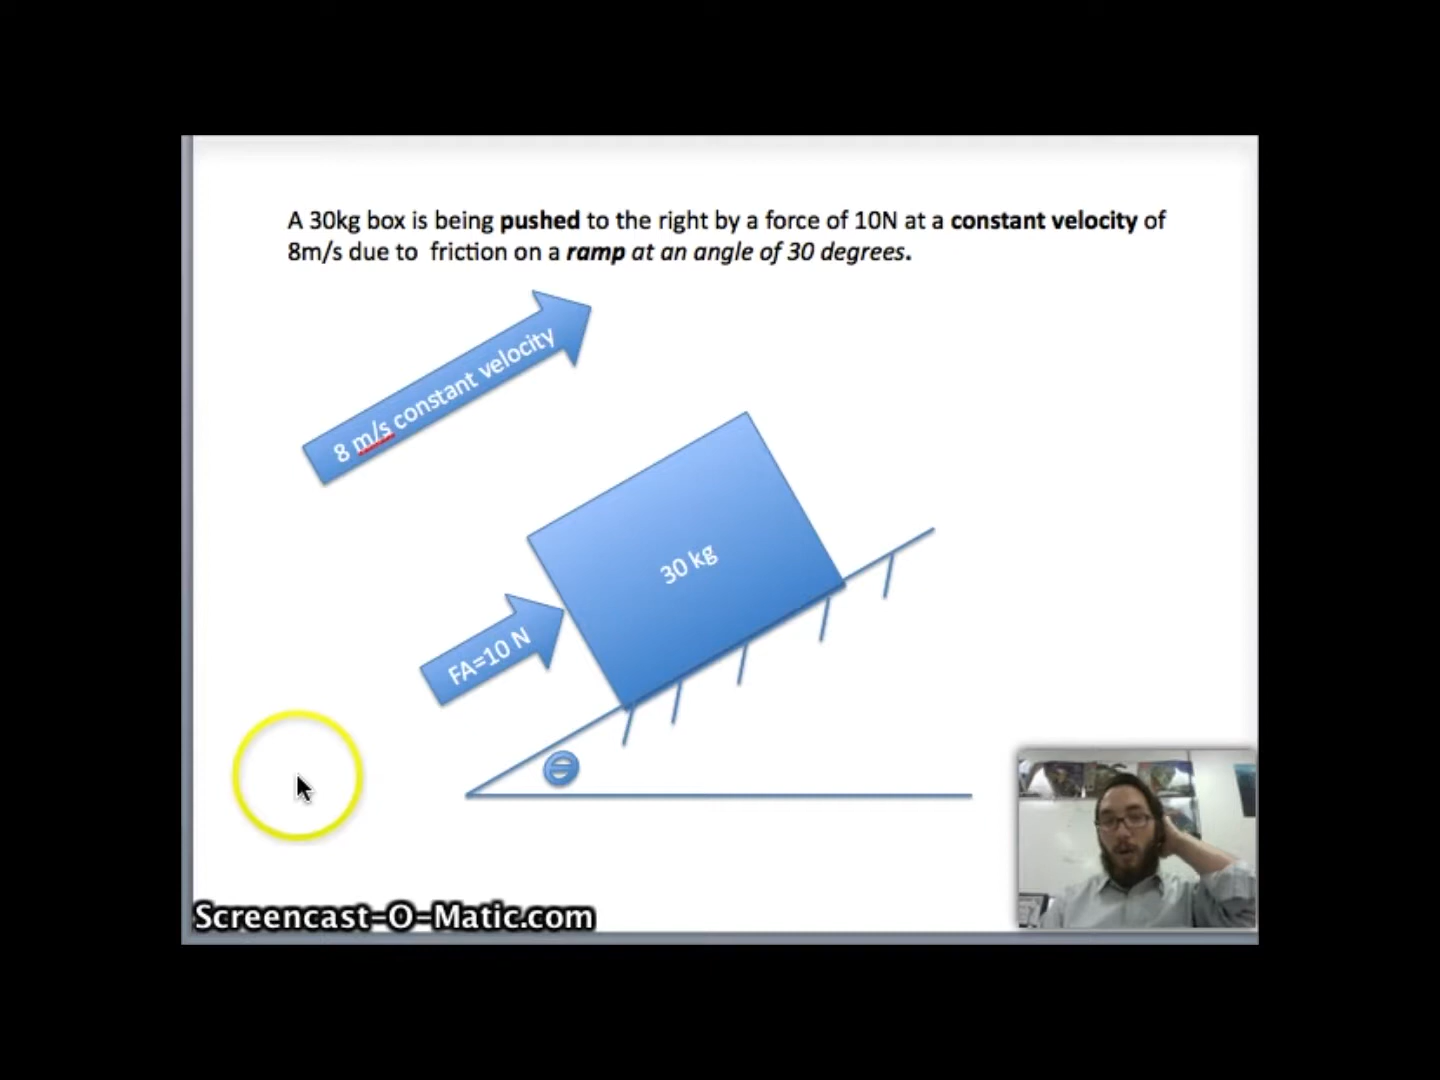 A 30kg box is being pushed to the right by a force of 10N at a constant velocity of
8m/s due to  friction on a ramp at an angle of 30 degrees.
8 m/s constant velocity
30 kg
FA=10 N
Θ
Screencast-O-Matic.com